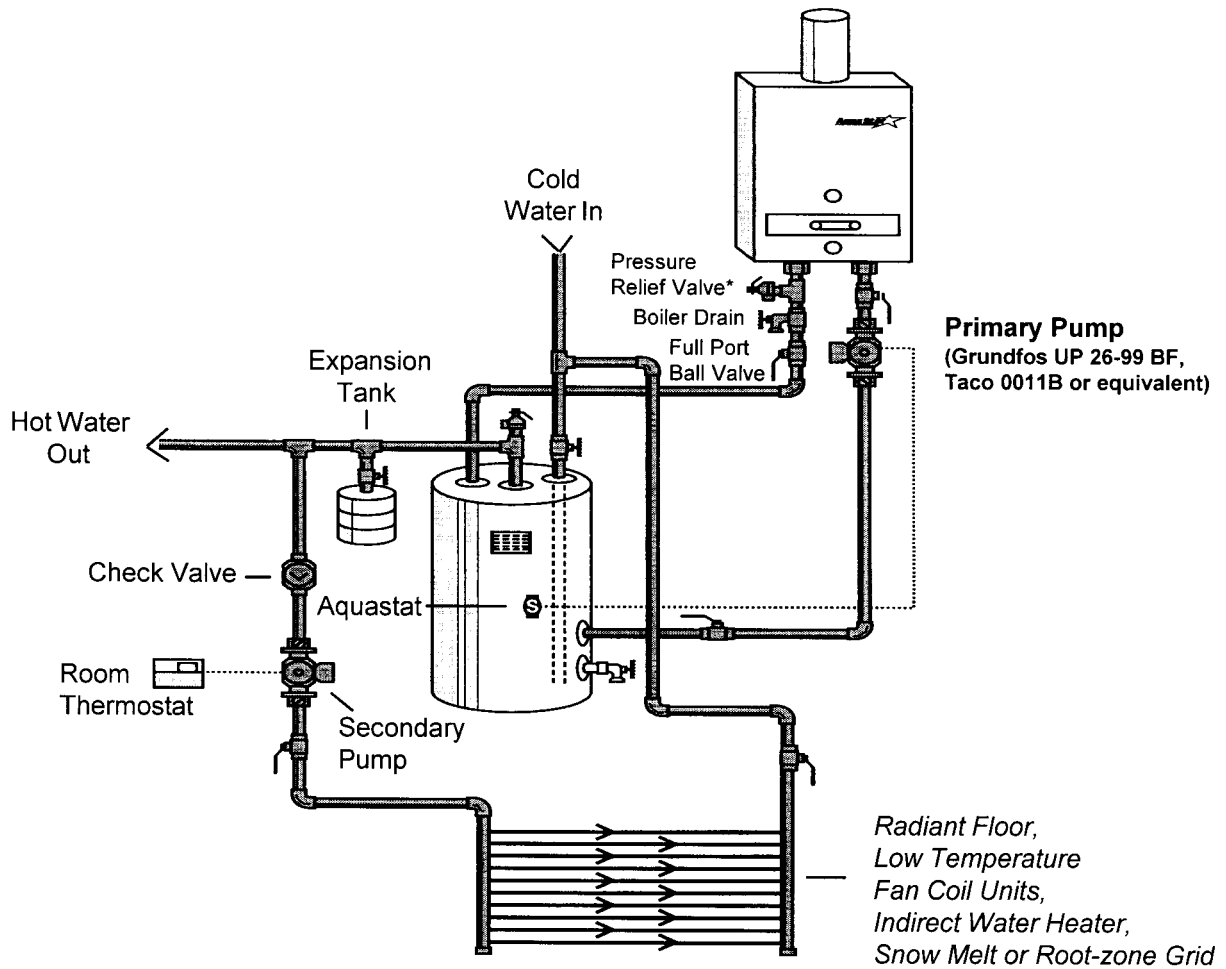 Cold
Water In
Pressure
Relief Valve*
Boiler Drain
Full Port
Ball Valve
Primary Pump
(Grundfos UP 26-99 BF,
Taco 0011B or equivalent)
Expansion
Tank
Hot Water
Out
Check Valve
Aquastat
S
Room
Thermostat
Secondary
Pump
Radiant Floor,
Low Temperature
Fan Coil Units,
Indirect Water Heater,
Snow Melt or Root-zone Grid